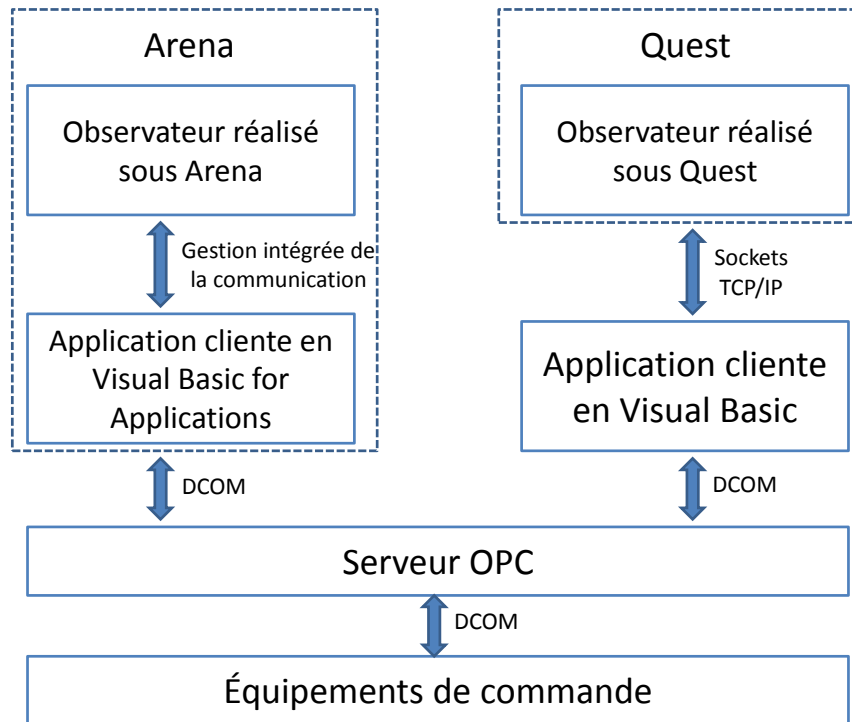 Arena
Observateur réalisé
sous Arena
Gestion intégrée de
la communication
Application cliente en
Visual Basic for
Applications
DCOM
Quest
Observateur réalisé
sous Quest
Sockets
TCP/IP
Application cliente
en Visual Basic
DCOM
Serveur OPC
DCOM
Équipements de commande